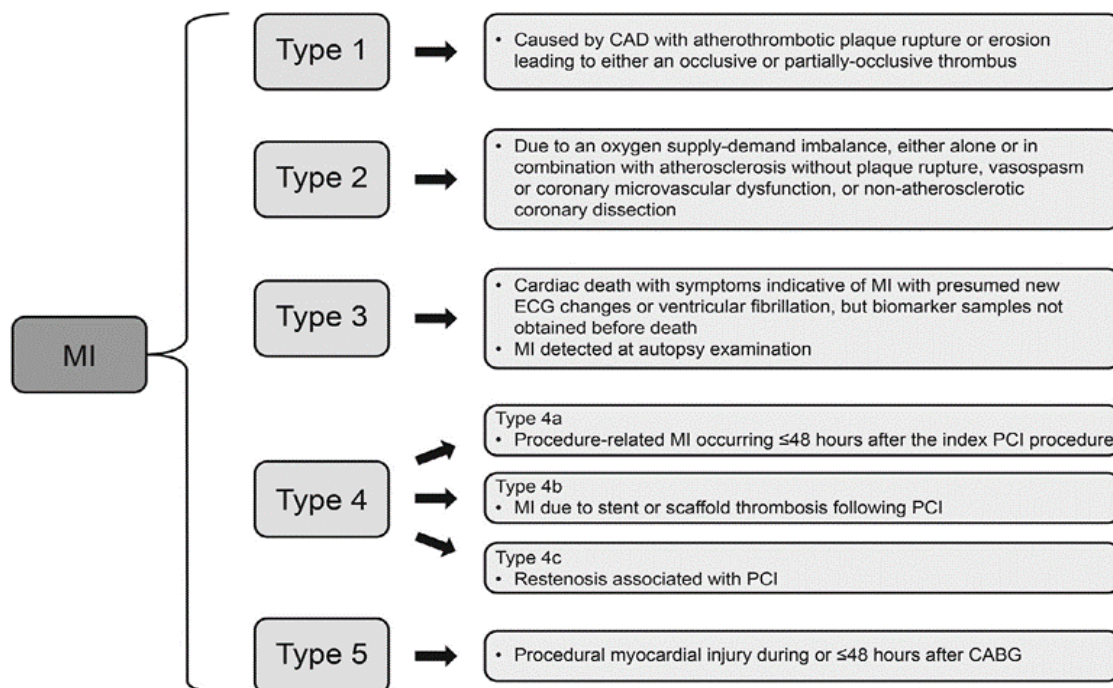 MI
Type 1
• Caused by CAD with atherothrombotic plaque rupture or erosion
leading to either an occlusive or partially-occlusive thrombus
Type 2
• Due to an oxygen supply-demand imbalance, either alone or in
combination with atherosclerosis without plaque rupture, vasospasm
or coronary microvascular dysfunction, or non-atherosclerotic
coronary dissection
Type 3
• Cardiac death with symptoms indicative of MI with presumed new
ECG changes or ventricular fibrillation, but biomarker samples not
obtained before death
• MI detected at autopsy examination
Type 4
Type 4a
• Procedure-related MI occurring ≤48 hours after the index PCI procedure
Type 4b
• MI due to stent or scaffold thrombosis following PCI
Type 4c
• Restenosis associated with PCI
Type 5
• Procedural myocardial injury during or ≤48 hours after CABG